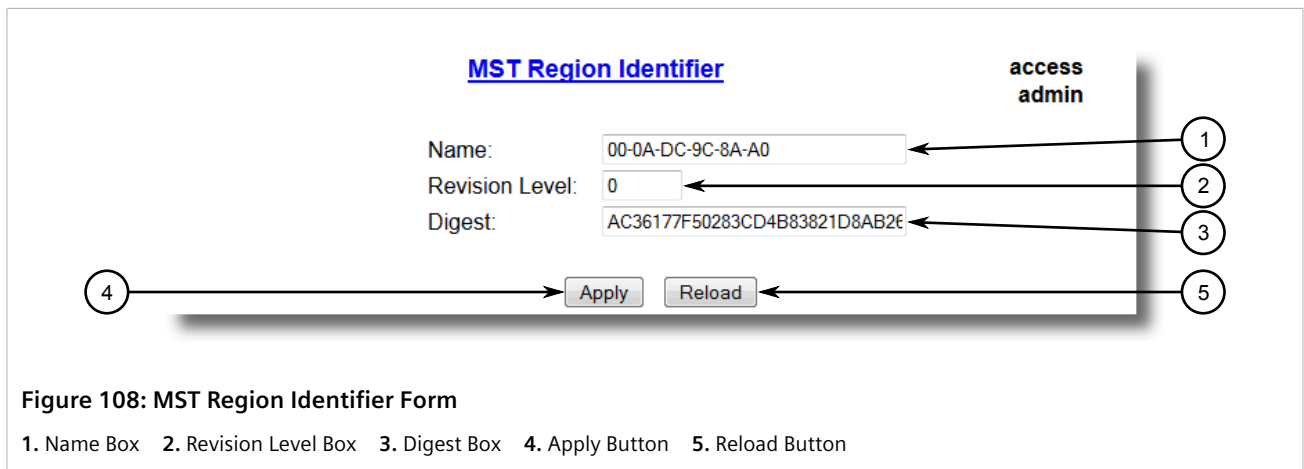 MST Region Identifier
access
admin
Name: 00-0A-DC-9C-8A-A0 1
Revision Level: 0 2
Digest: AC36177F50283CD4B83821D8AB26 3
4 Apply Reload 5
Figure 108: MST Region Identifier Form
1. Name Box 2. Revision Level Box 3. Digest Box 4. Apply Button 5. Reload Button